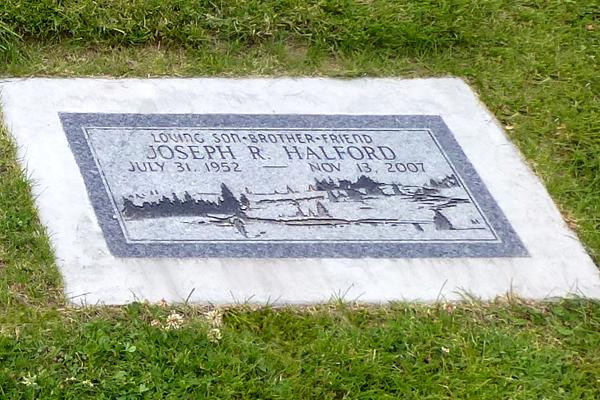 LOVING SON-BROTHER-FRIEND
JOSEPH R. HALFORD
JULY 31, 1952 — NOV 13, 2007